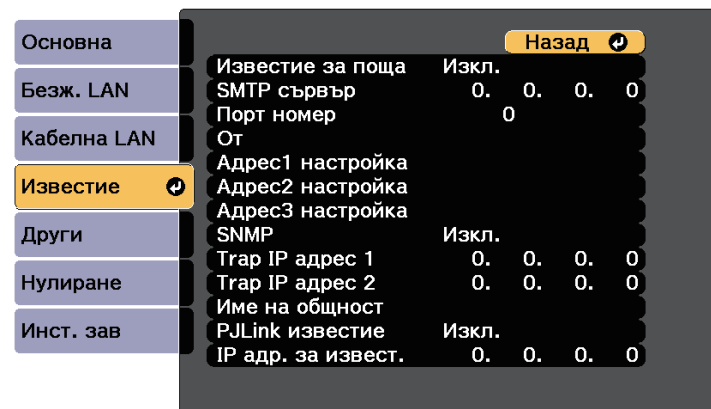 Основна
Безж. LAN
Кабелна LAN
Известие
Други
Нулиране
Инст. зав
Назад
Известие за поща Изкл.
SMTP сървър 0. 0. 0. 0
Порт номер 0
От
Адрес1 настройка
Адрес2 настройка
Адрес3 настройка
SNMP Изкл.
Trap IP адрес 1 0. 0. 0. 0
Trap IP адрес 2 0. 0. 0. 0
Име на общност
PJLink известие Изкл.
IP адр. за извест. 0. 0. 0. 0